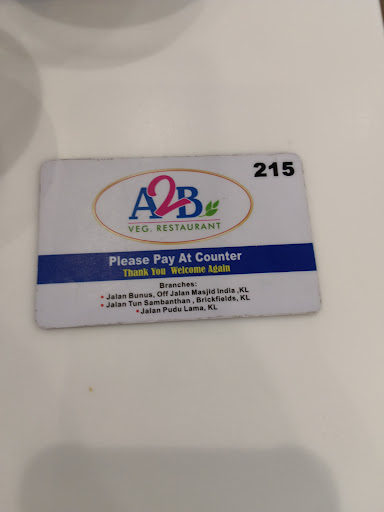 215
A2B
VEG. RESTAURANT
Please Pay At Counter
Thank You Welcome Again
Branches:
• Jalan Bunus, Off Jalan Masjid India ,KL
• Jalan Tun Sambanthan , Brickfields, KL
• Jalan Pudu Lama, KL